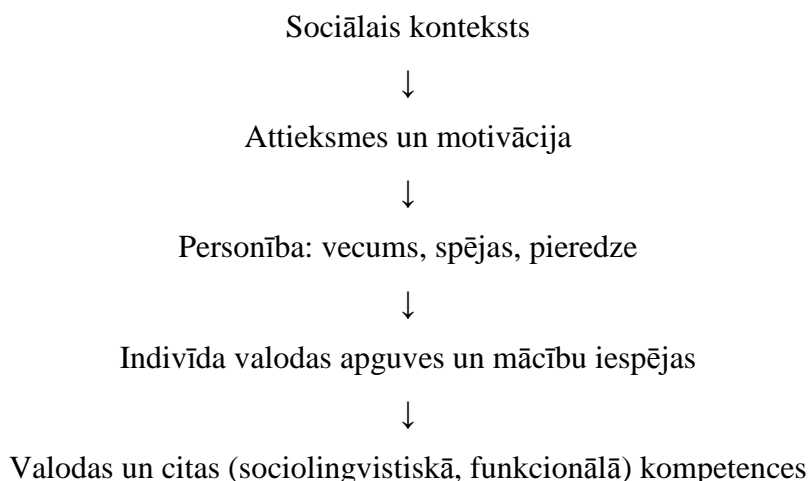 Sociālais konteksts
↓
Attieksmes un motivācija
↓
Personība: vecums, spējas, pieredze
↓
Indivīda valodas apguves un mācību iespējas
↓
Valodas un citas (sociolingvistiskā, funkcionālā) kompetences